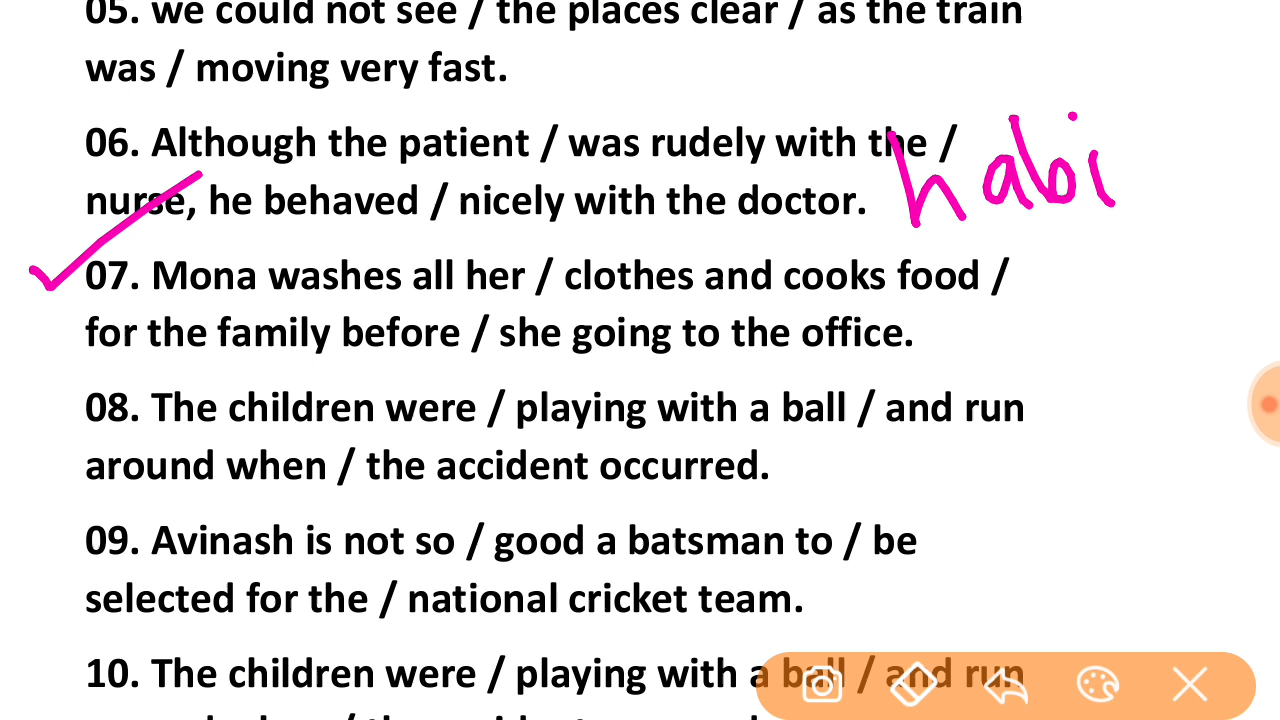 05. we could not see / the places clear / as the train
was / moving very fast.
06. Although the patient / was rudely with the /
nurse, he behaved / nicely with the doctor.
habi
07. Mona washes all her / clothes and cooks food /
for the family before / she going to the office.
08. The children were / playing with a ball / and run
around when / the accident occurred.
09. Avinash is not so / good a batsman to / be
selected for the / national cricket team.
10. The children were / playing with a ball / and run